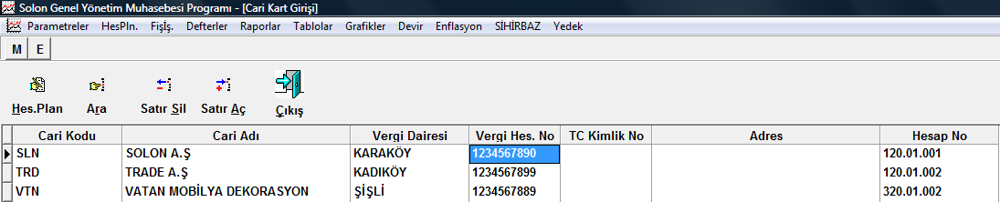 Solon Genel Yönetim Muhasebesi Programı - [Cari Kart Girişi]
Parametreler HesPln. Fişİş. Defterler Raporlar Tablolar Grafikler Devir Enflasyon SİHİRBAZ Yedek
M E
Hes.Plan Ara Satır Sil Satır Aç Çıkış
Cari Kodu Cari Adı Vergi Dairesi Vergi Hes. No TC Kimlik No Adres Hesap No
SLN SOLON A.Ş KARAKÖY 1234567890 120.01.001
TRD TRADE A.Ş KADIKÖY 1234567899 120.01.002
VTN VATAN MOBİLYA DEKORASYON ŞİŞLİ 1234567889 320.01.002